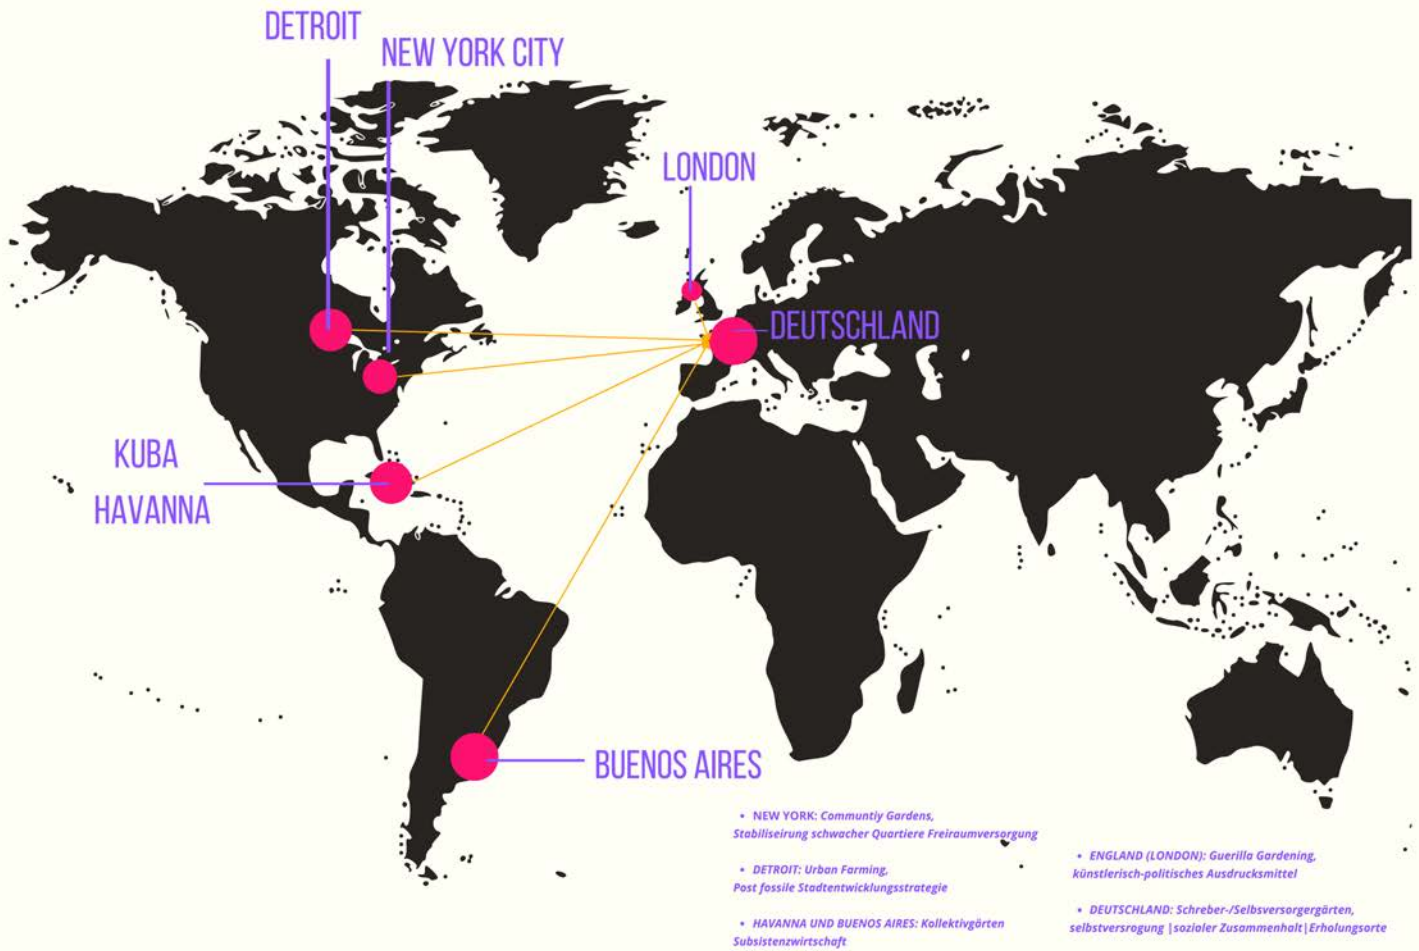 DETROIT
NEW YORK CITY
LONDON
DEUTSCHLAND
KUBA
HAVANNA
BUENOS AIRES
• NEW YORK: Communtiy Gardens,
Stabiliseirung schwacher Quartiere Freiraumversorgung
• DETROIT: Urban Farming,
Post fossile Stadtentwicklungsstrategie
• HAVANNA UND BUENOS AIRES: Kollektivgärten
Subsistenzwirtschaft
• ENGLAND (LONDON): Guerilla Gardening,
künstlerisch-politisches Ausdrucksmittel
• DEUTSCHLAND: Schreber-/Selbsversorgergärten,
selbstversrogung |sozialer Zusammenhalt|Erholungsorte